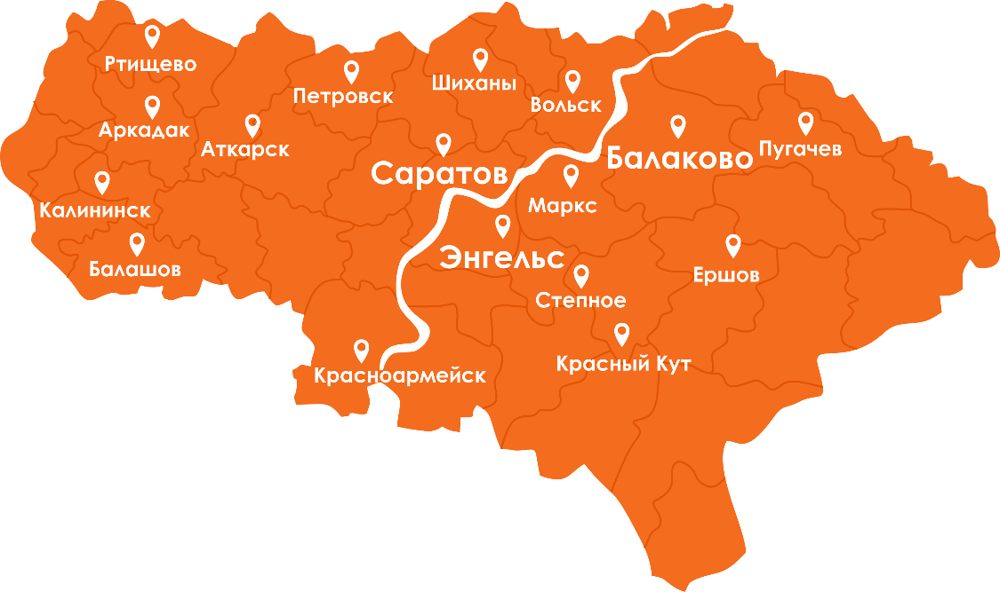 Ртищево
Петровск
Шиханы
Вольск
Аркадак
Аткарск
Саратов
Балаково
Пугачев
Калининск
Маркс
Балашов
Энгельс
Ершов
Степное
Красноармейск
Красный Кут